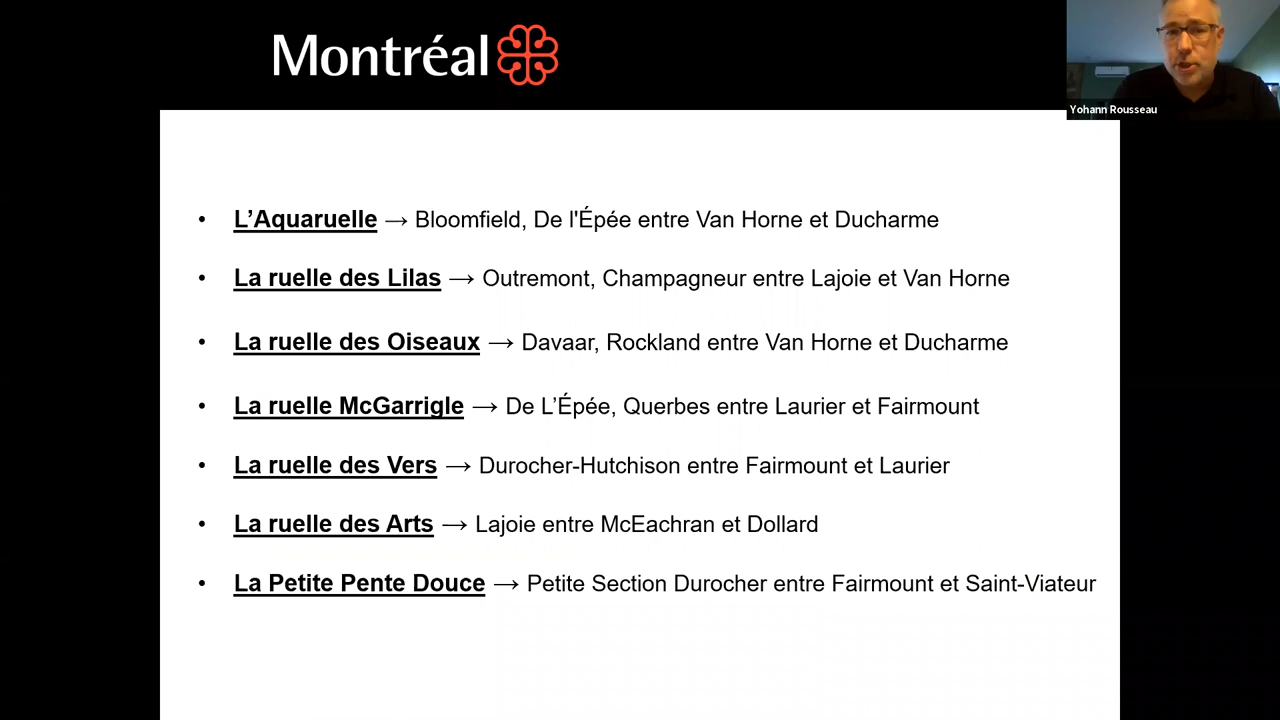 Montréal
Yohann Rousseau
• L’Aquaruelle → Bloomfield, De l'Épée entre Van Horne et Ducharme
• La ruelle des Lilas → Outremont, Champagneur entre Lajoie et Van Horne
• La ruelle des Oiseaux → Davaar, Rockland entre Van Horne et Ducharme
• La ruelle McGarrigle → De L’Épée, Querbes entre Laurier et Fairmount
• La ruelle des Vers → Durocher-Hutchison entre Fairmount et Laurier
• La ruelle des Arts → Lajoie entre McEachran et Dollard
• La Petite Pente Douce → Petite Section Durocher entre Fairmount et Saint-Viateur